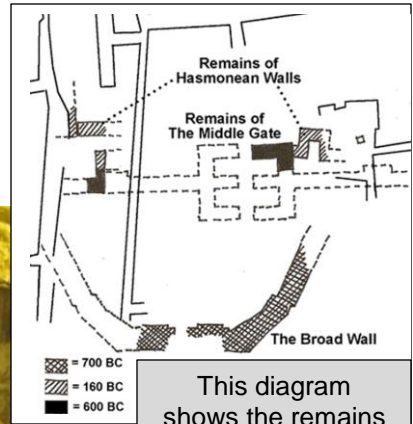 Remains of
Hasmonean Walls
Remains of
The Middle Gate
The Broad Wall
= 700 BC
= 160 BC
= 600 BC
This diagram
shows the remains